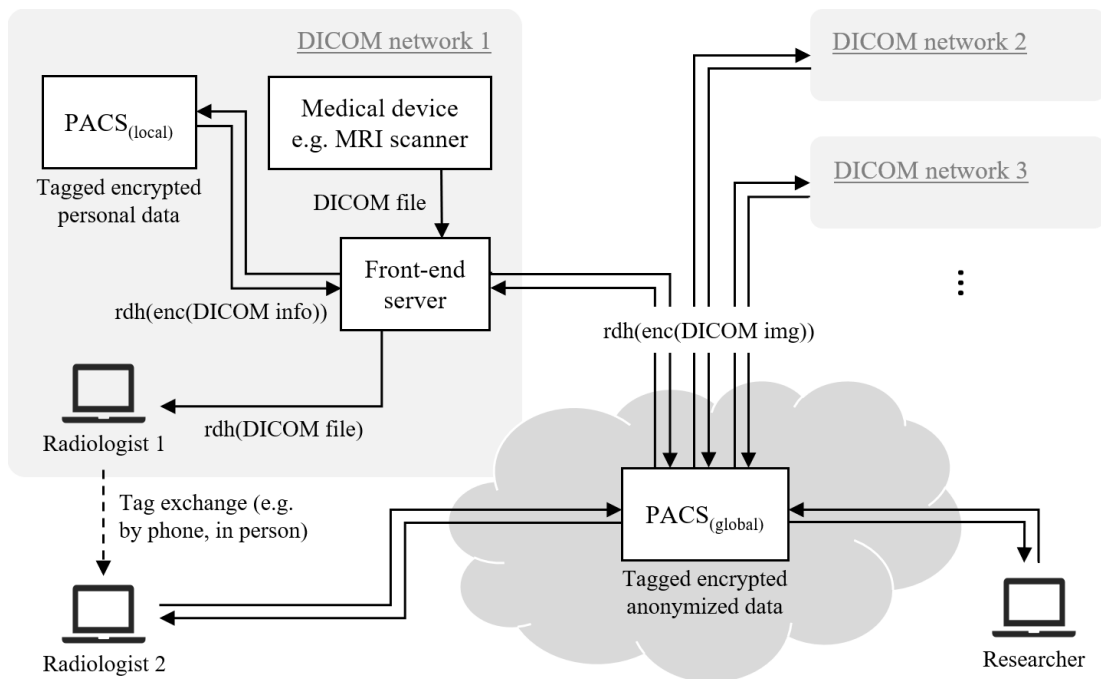 DICOM network 1
PACS(local)
Tagged encrypted
personal data
Medical device
e.g. MRI scanner
DICOM file
Front-end
server
rdh(enc(DICOM info))
rdh(DICOM file)
Radiologist 1
Tag exchange (e.g.
by phone, in person)
Radiologist 2
DICOM network 2
DICOM network 3
⋮
rdh(enc(DICOM img))
PACS(global)
Tagged encrypted
anonymized data
Researcher